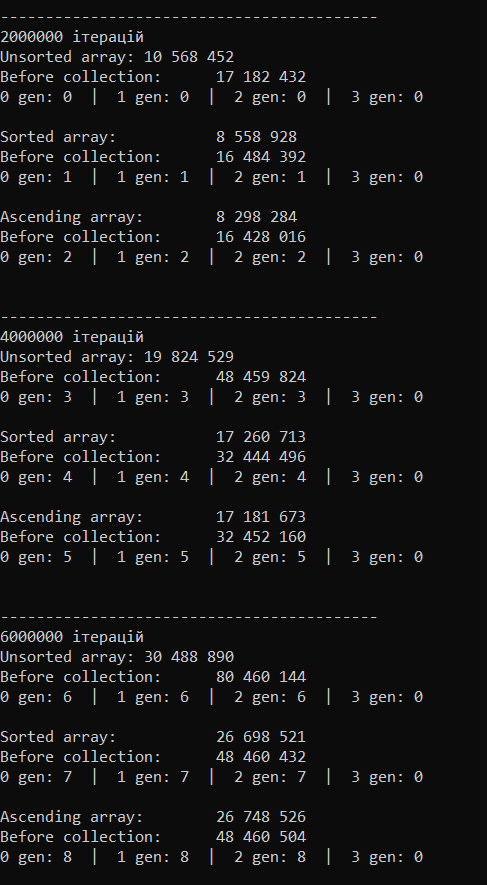 ------------------------------------------
2000000 ітерацій
Unsorted array: 10 568 452
Before collection:      17 182 432
0 gen: 0  |  1 gen: 0  |  2 gen: 0  |  3 gen: 0
Sorted array:           8 558 928
Before collection:      16 484 392
0 gen: 1  |  1 gen: 1  |  2 gen: 1  |  3 gen: 0
Ascending array:        8 298 284
Before collection:      16 428 016
0 gen: 2  |  1 gen: 2  |  2 gen: 2  |  3 gen: 0
------------------------------------------
4000000 ітерацій
Unsorted array: 19 824 529
Before collection:      48 459 824
0 gen: 3  |  1 gen: 3  |  2 gen: 3  |  3 gen: 0
Sorted array:           17 260 713
Before collection:      32 444 496
0 gen: 4  |  1 gen: 4  |  2 gen: 4  |  3 gen: 0
Ascending array:        17 181 673
Before collection:      32 452 160
0 gen: 5  |  1 gen: 5  |  2 gen: 5  |  3 gen: 0
------------------------------------------
6000000 ітерацій
Unsorted array: 30 488 890
Before collection:      80 460 144
0 gen: 6  |  1 gen: 6  |  2 gen: 6  |  3 gen: 0
Sorted array:           26 698 521
Before collection:      48 460 432
0 gen: 7  |  1 gen: 7  |  2 gen: 7  |  3 gen: 0
Ascending array:        26 748 526
Before collection:      48 460 504
0 gen: 8  |  1 gen: 8  |  2 gen: 8  |  3 gen: 0